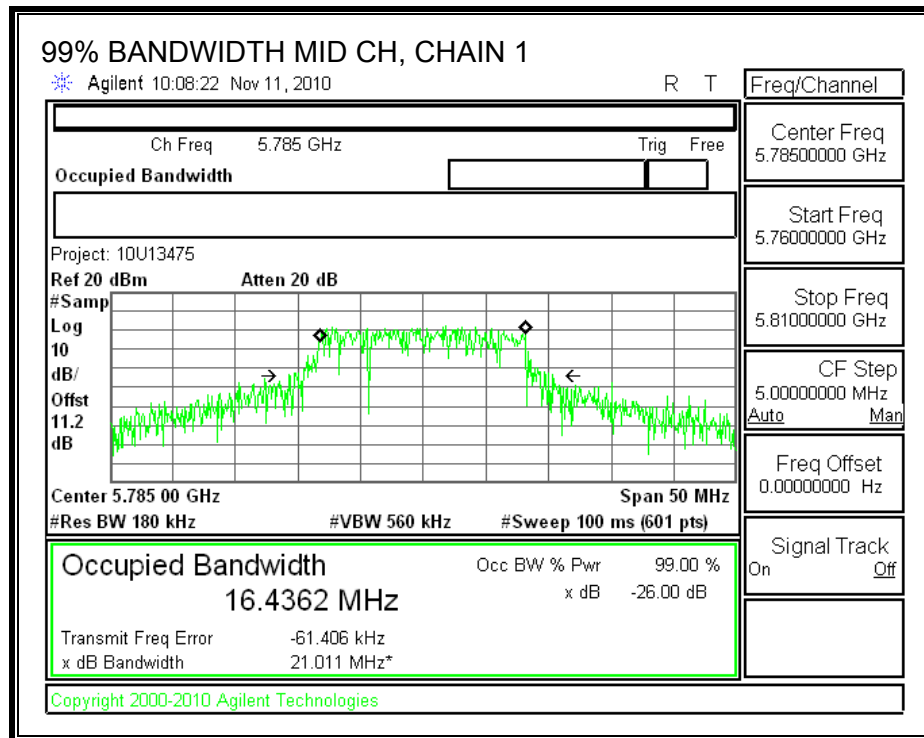 99% BANDWIDTH MID CH, CHAIN 1
Agilent 10:08:22 Nov 11, 2010 R T
Freq/Channel
Ch Freq 5.785 GHz Trig Free
Occupied Bandwidth
Center Freq
5.78500000 GHz
Start Freq
5.76000000 GHz
Stop Freq
5.81000000 GHz
CF Step
5.00000000 MHz
Auto Man
Freq Offset
0.00000000 Hz
Signal Track
On Off
Project: 10U13475
Ref 20 dBm Atten 20 dB
#Samp
Log
10
dB/
Offst
11.2
dB
Center 5.785 00 GHz Span 50 MHz
#Res BW 180 kHz #VBW 560 kHz #Sweep 100 ms (601 pts)
Occupied Bandwidth Occ BW % Pwr 99.00 %
16.4362 MHz x dB -26.00 dB
Transmit Freq Error -61.406 kHz
x dB Bandwidth 21.011 MHz*
Copyright 2000-2010 Agilent Technologies